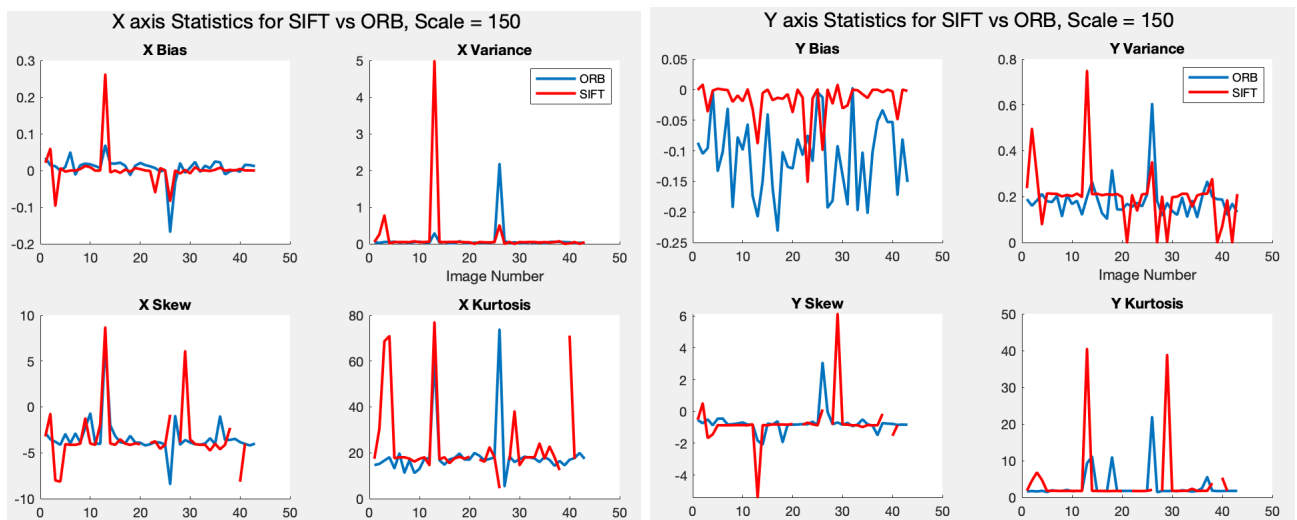 X axis Statistics for SIFT vs ORB, Scale = 150
X Bias
0.3
0.2
0.1
0
-0.1
-0.2
0 10 20 30 40 50
X Variance
5
4
3
2
1
0
ORB
SIFT
0 10 20 30 40 50
Image Number
X Skew
10
5
0
-5
-10
0 10 20 30 40 50
X Kurtosis
80
60
40
20
0
0 10 20 30 40 50
Y axis Statistics for SIFT vs ORB, Scale = 150
Y Bias
0.05
0
-0.05
-0.1
-0.15
-0.2
-0.25
0 10 20 30 40 50
Y Variance
0.8
0.6
0.4
0.2
0
ORB
SIFT
0 10 20 30 40 50
Image Number
Y Skew
6
4
2
0
-2
-4
0 10 20 30 40 50
Y Kurtosis
50
40
30
20
10
0
0 10 20 30 40 50